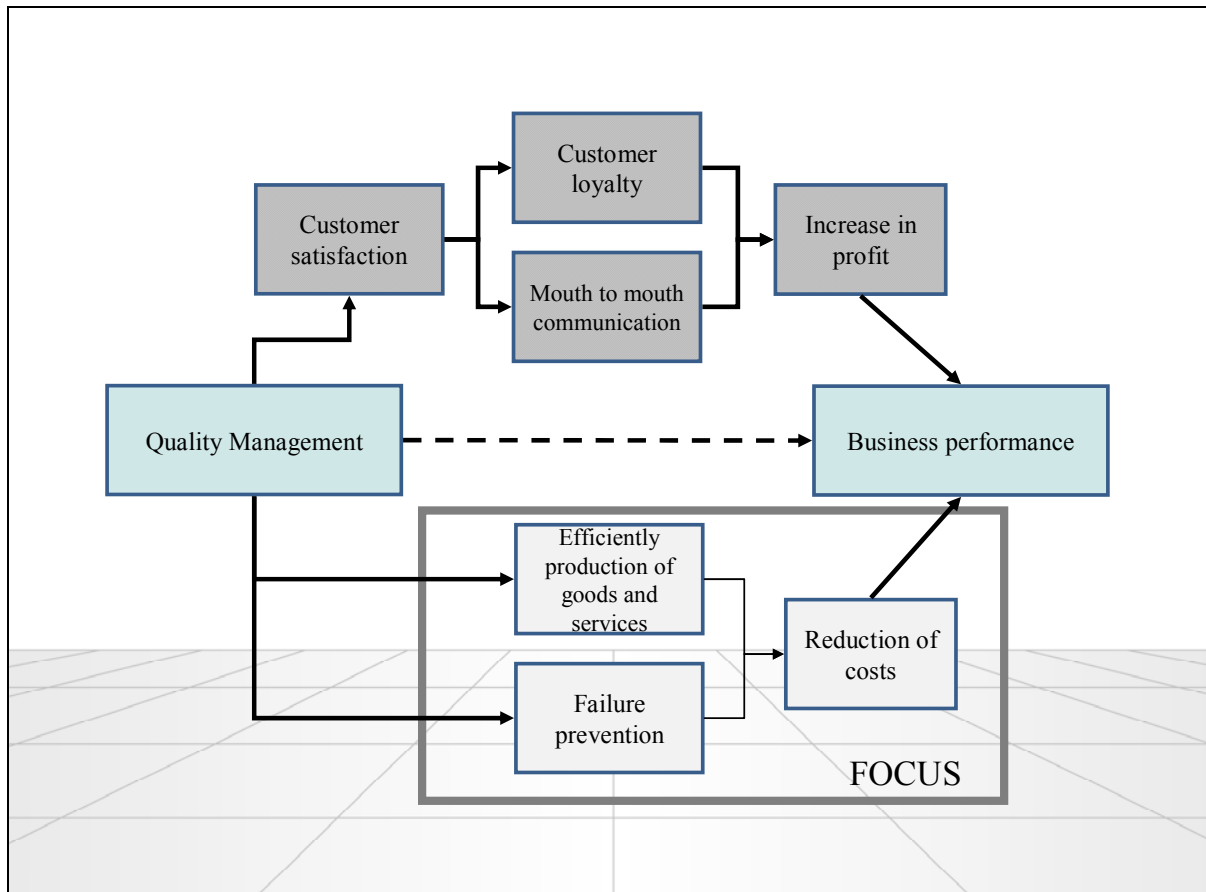 Customer
loyalty
Customer
satisfaction
Increase in
profit
Mouth to mouth
communication
Quality Management
Business performance
Efficiently
production of
goods and
services
Reduction of
costs
Failure
prevention
FOCUS